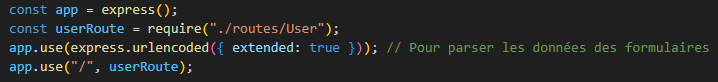 const app = express();
const userRoute = require("./routes/User");
app.use(express.urlencoded({ extended: true })); // Pour parser les données des formulaires
app.use("/", userRoute);